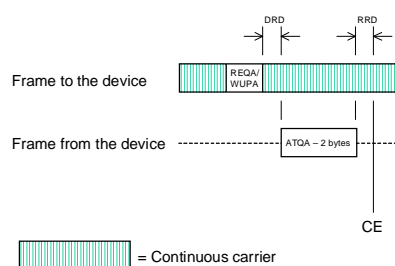 DRD RRD
Frame to the device
REQA/
WUPA
Frame from the device
ATQA – 2 bytes
CE
= Continuous carrier